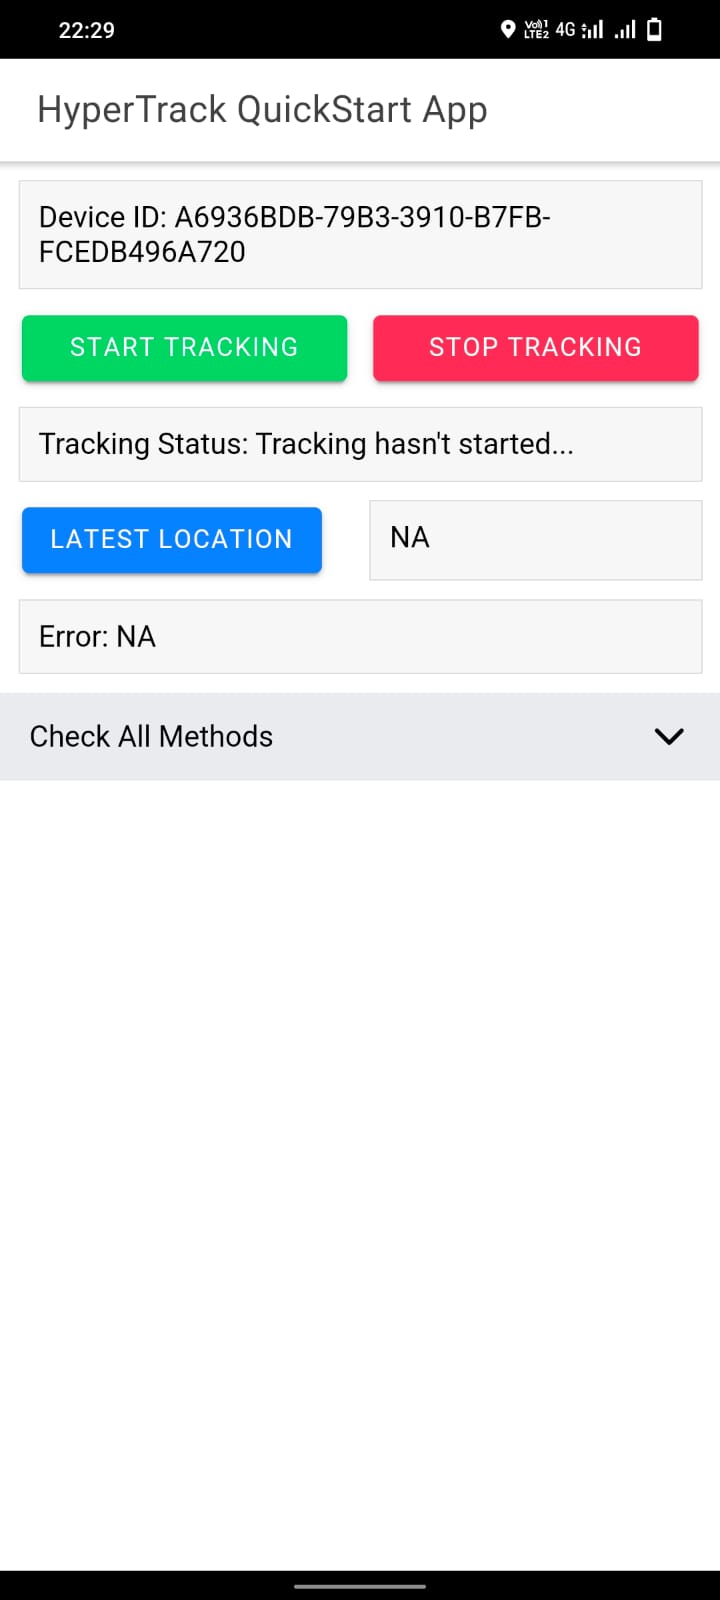 22:29
Vo))1
LTE2 4G
HyperTrack QuickStart App
Device ID: A6936BDB-79B3-3910-B7FB-
FCEDB496A720
START TRACKING
STOP TRACKING
Tracking Status: Tracking hasn't started...
LATEST LOCATION
NA
Error: NA
Check All Methods